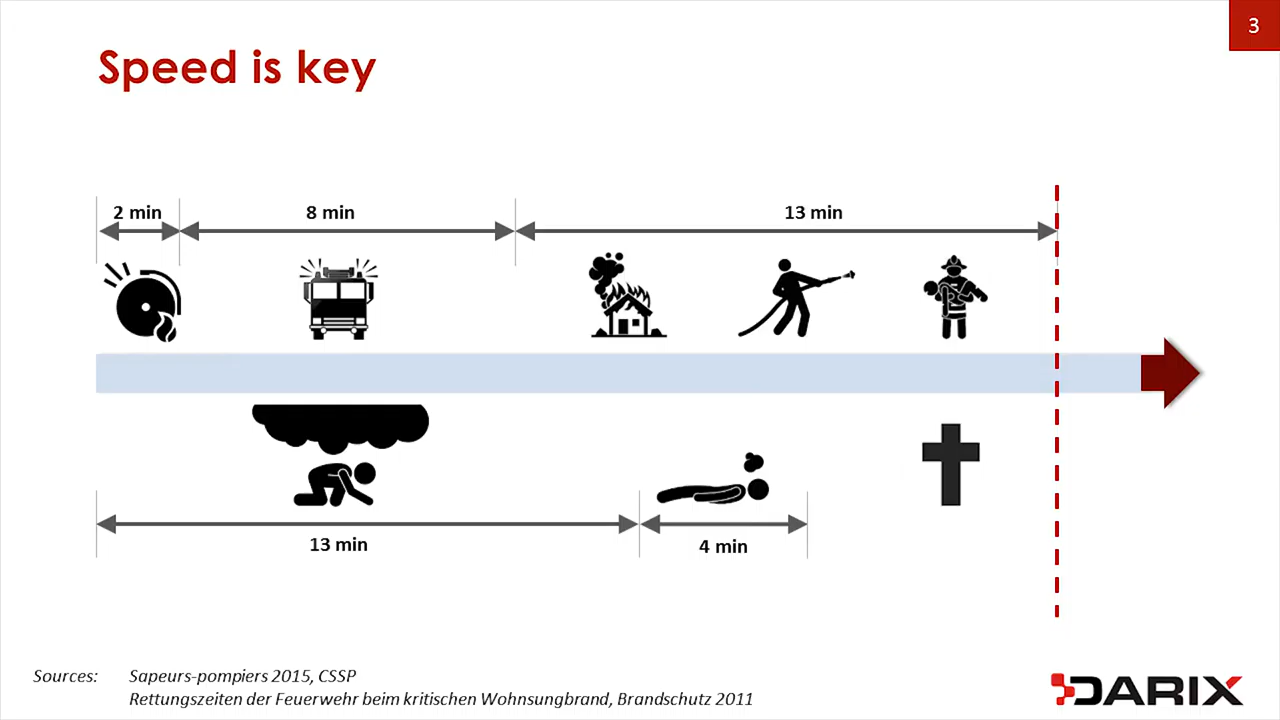 3
Speed is key
2 min
8 min
13 min
13 min
4 min
Sources: Sapeurs-pompiers 2015, CSSP
Rettungszeiten der Feuerwehr beim kritischen Wohnsungbrand, Brandschutz 2011
DARIX